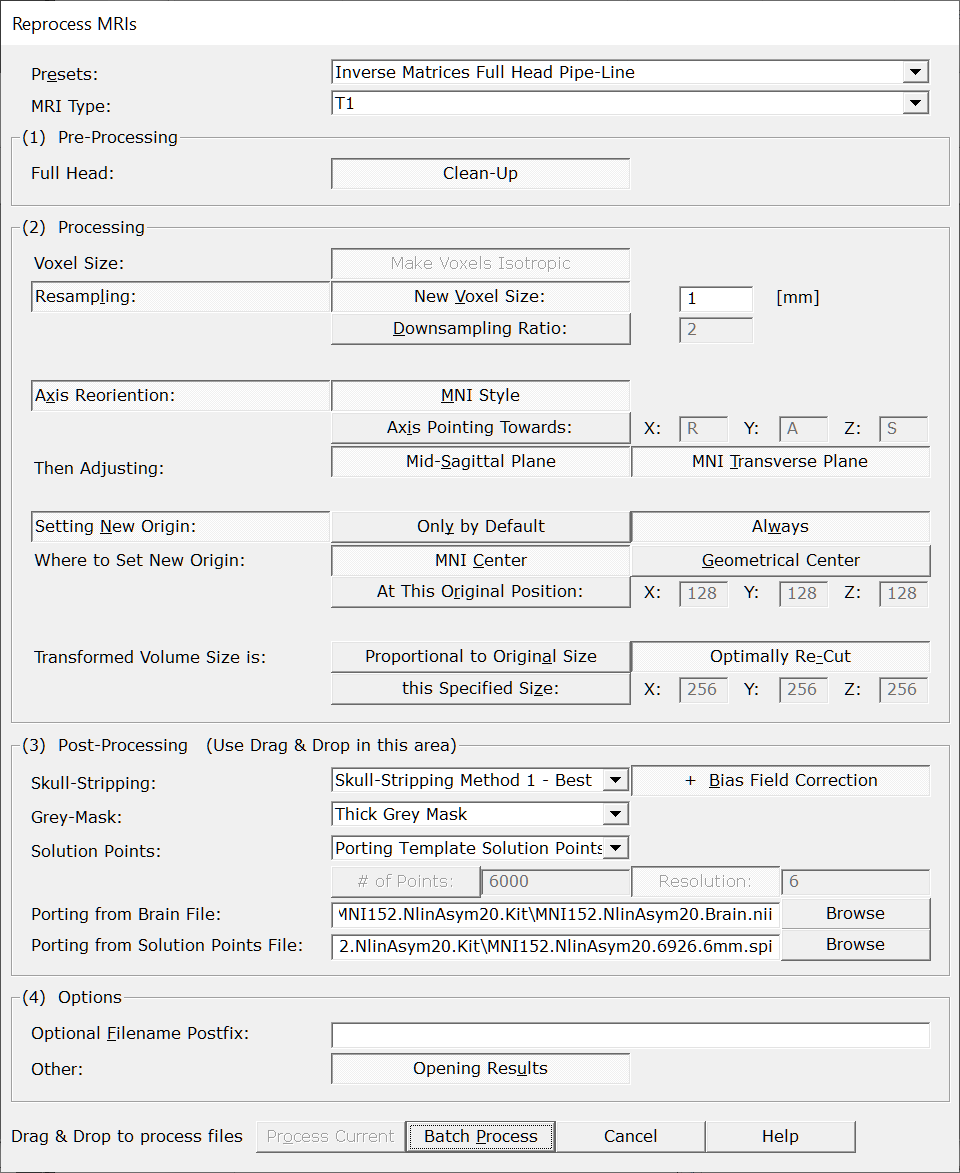 Reprocess MRIs
Presets: Inverse Matrices Full Head Pipe-Line
MRI Type: T1
(1) Pre-Processing
Full Head: Clean-Up
(2) Processing
Voxel Size: Make Voxels Isotropic
Resampling: New Voxel Size: 1 [mm]
Downsampling Ratio: 2
Axis Reorientation: MNI Style
Axis Pointing Towards: X: R Y: A Z: S
Then Adjusting: Mid-Sagittal Plane MNI Transverse Plane
Setting New Origin: Only by Default Always
Where to Set New Origin: MNI Center Geometrical Center
At This Original Position: X: 128 Y: 128 Z: 128
Transformed Volume Size is: Proportional to Original Size Optimally Re-Cut
this Specified Size: X: 256 Y: 256 Z: 256
(3) Post-Processing (Use Drag & Drop in this area)
Skull-Stripping: Skull-Stripping Method 1 - Best + Bias Field Correction
Grey-Mask: Thick Grey Mask
Solution Points: Porting Template Solution Points
# of Points: 6000 Resolution: 6
Porting from Brain File: MNI152.NlinAsym20.Kit\MNI152.NlinAsym20.Brain.nii Browse
Porting from Solution Points File: 2.NlinAsym20.Kit\MNI152.NlinAsym20.6926.6mm.spi Browse
(4) Options
Optional Filename Postfix:
Other: Opening Results
Drag & Drop to process files Process Current Batch Process Cancel Help